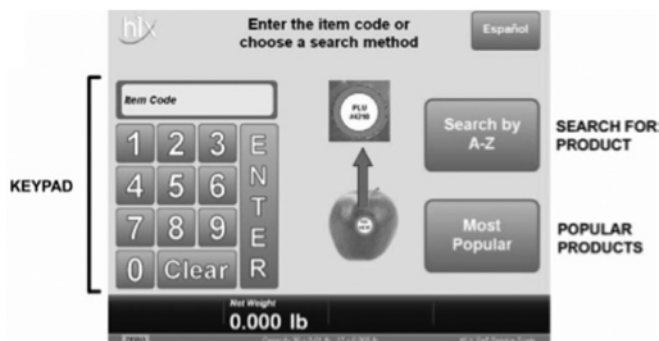 hlx
Enter the item code or
choose a search method
Español
KEYPAD
Item Code
1 2 3
4 5 6
7 8 9
0 Clear
ENTER
PLU
#4218
Search by
A-Z
SEARCH FOR:
PRODUCT
Most
Popular
POPULAR
PRODUCTS
Net Weight
0.000 lb